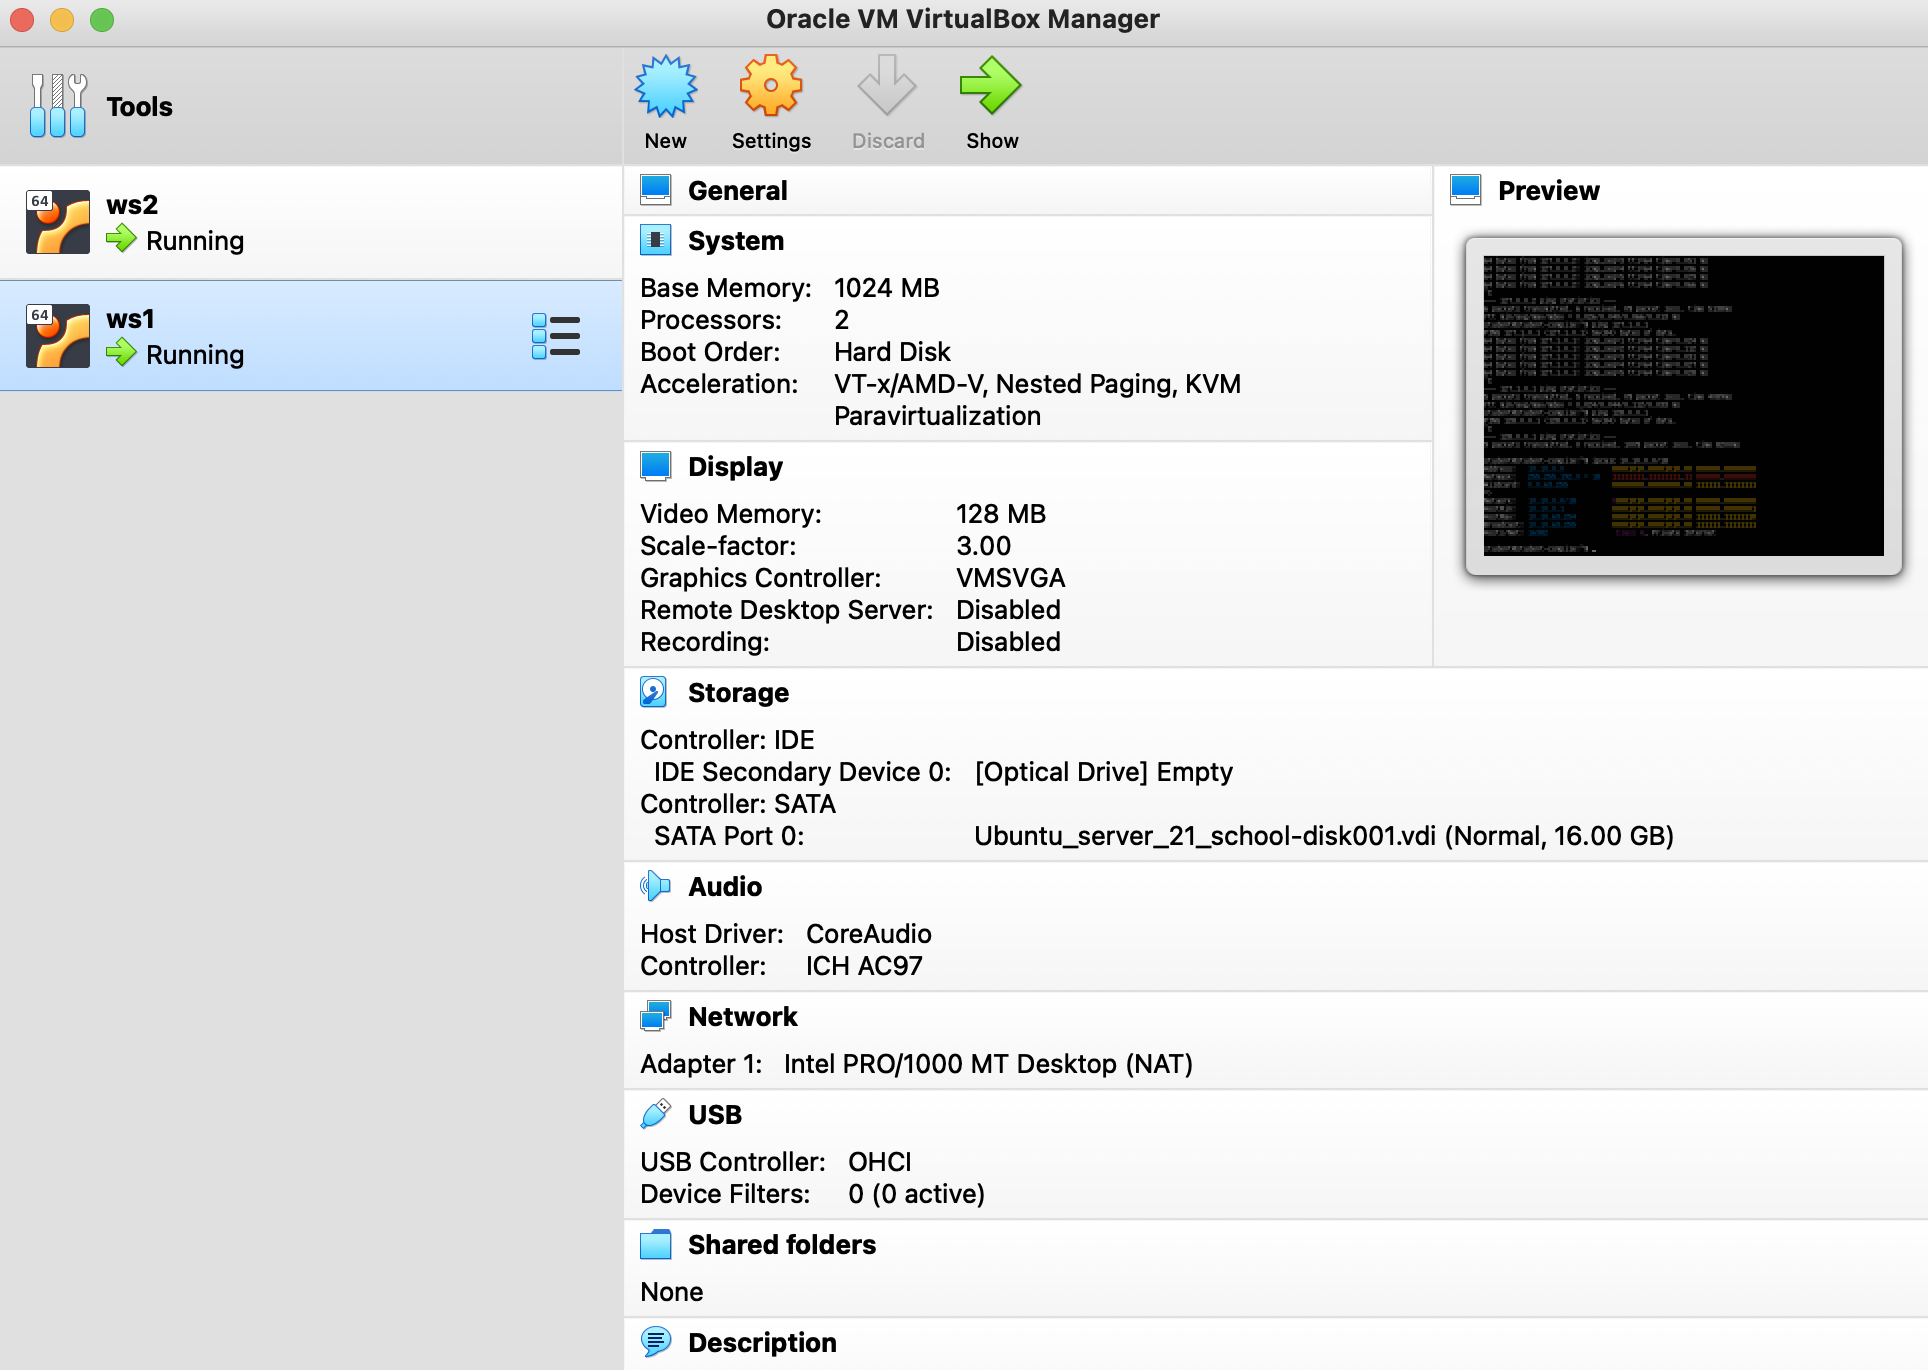 Oracle VM VirtualBox Manager
Tools
New
Settings
Discard
Show
64
ws2
Running
64
ws1
Running
General
System
Base Memory: 1024 MB
Processors: 2
Boot Order: Hard Disk
Acceleration: VT-x/AMD-V, Nested Paging, KVM
Paravirtualization
Display
Video Memory: 128 MB
Scale-factor: 3.00
Graphics Controller: VMSVGA
Remote Desktop Server: Disabled
Recording: Disabled
Preview
Storage
Controller: IDE
IDE Secondary Device 0: [Optical Drive] Empty
Controller: SATA
SATA Port 0: Ubuntu_server_21_school-disk001.vdi (Normal, 16.00 GB)
Audio
Host Driver: CoreAudio
Controller: ICH AC97
Network
Adapter 1: Intel PRO/1000 MT Desktop (NAT)
USB
USB Controller: OHCI
Device Filters: 0 (0 active)
Shared folders
None
Description